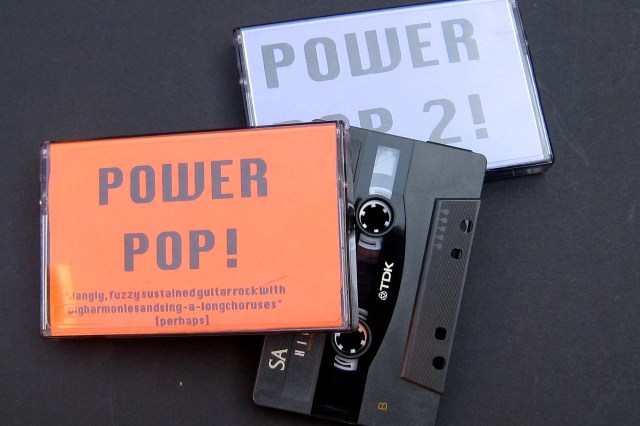 POWER
POP 2!
POWER
POP!
"Jangly, fuzzy sustained guitar rock with
big harmonies and sing-a-long choruses"
[perhaps]
TDK
SA
B